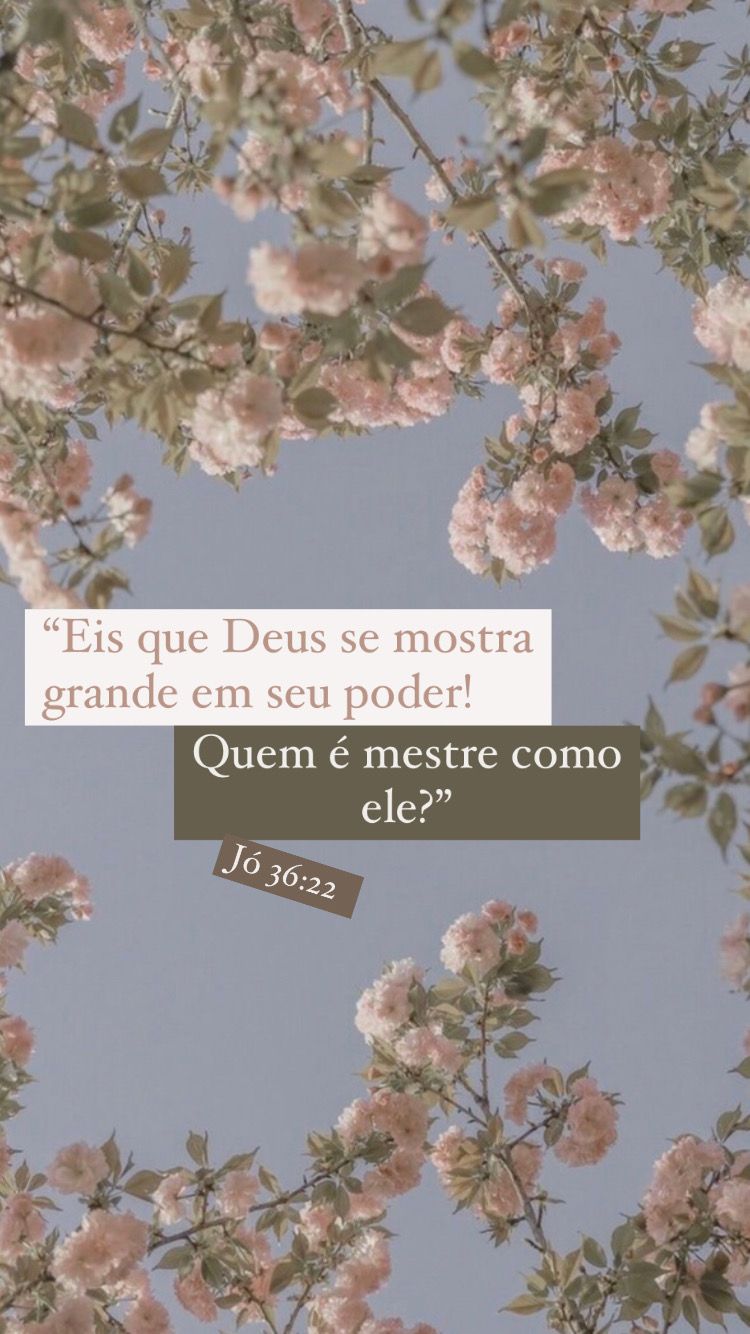 “Eis que Deus se mostra
grande em seu poder!
Quem é mestre como
ele?”
Jó 36:22